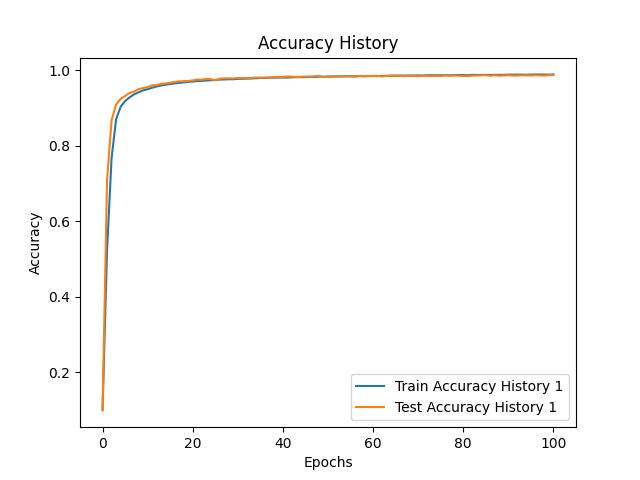 Accuracy History
1.0
0.8
0.6
0.4
0.2
Accuracy
0 20 40 60 80 100
Epochs
Train Accuracy History 1
Test Accuracy History 1